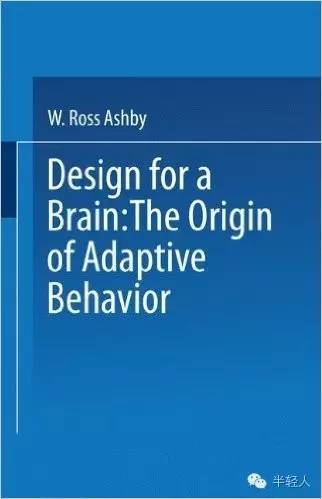 W. Ross Ashby
Design for a
Brain:The Origin
of Adaptive
Behavior
半轻人